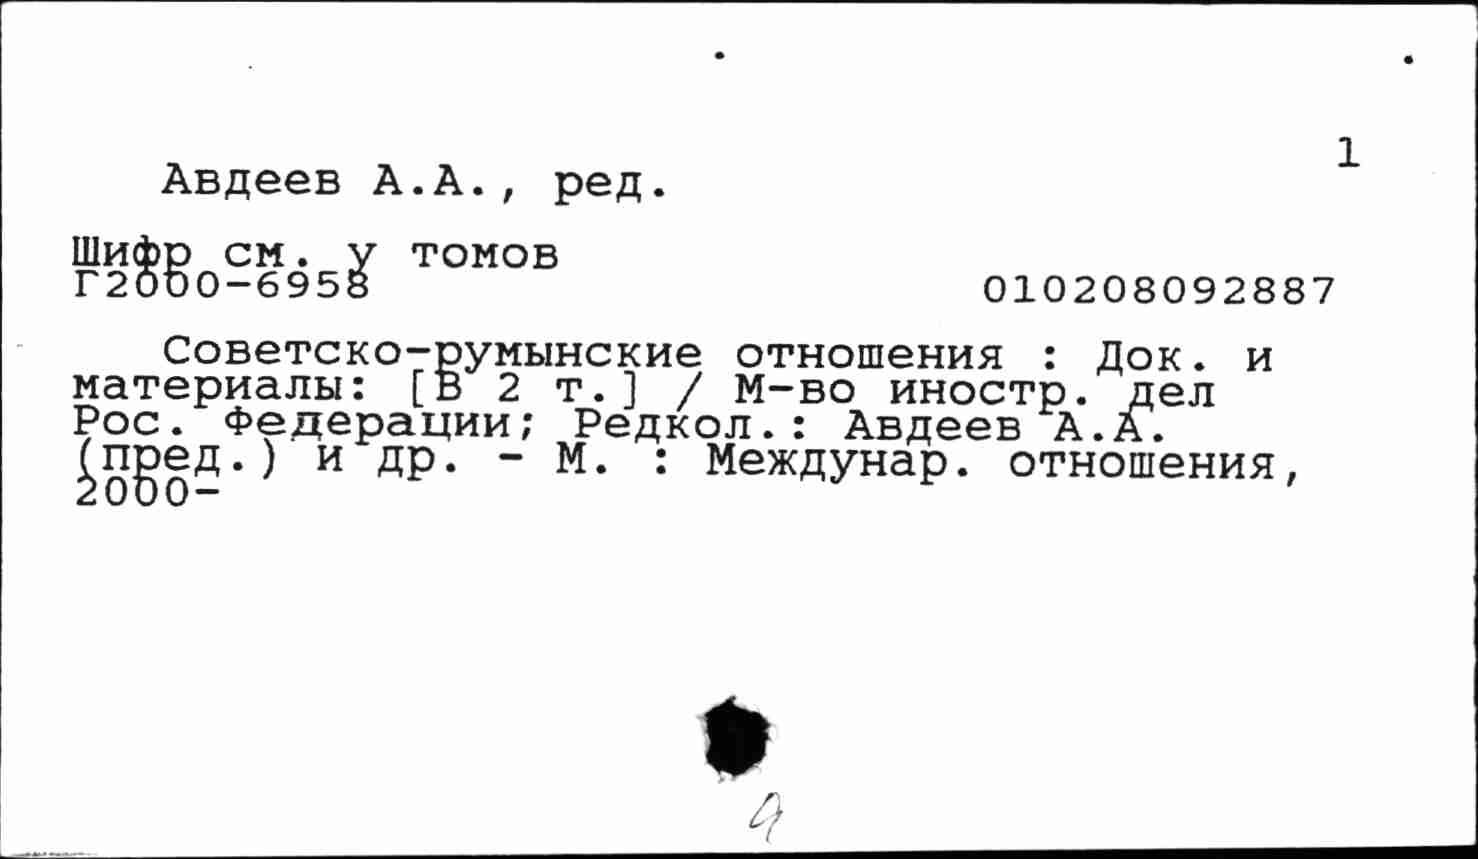 1
Авдеев А.А., ред.
Шифр см. у томов
Г2000-6958 010208092887
Советско-румынские отношения : Док. и
материалы: [В 2 т.] / М-во иностр. дел
Рос. Федерации; Редкол.: Авдеев А.А.
(пред.) и др. - М. : Междунар. отношения,
2000-